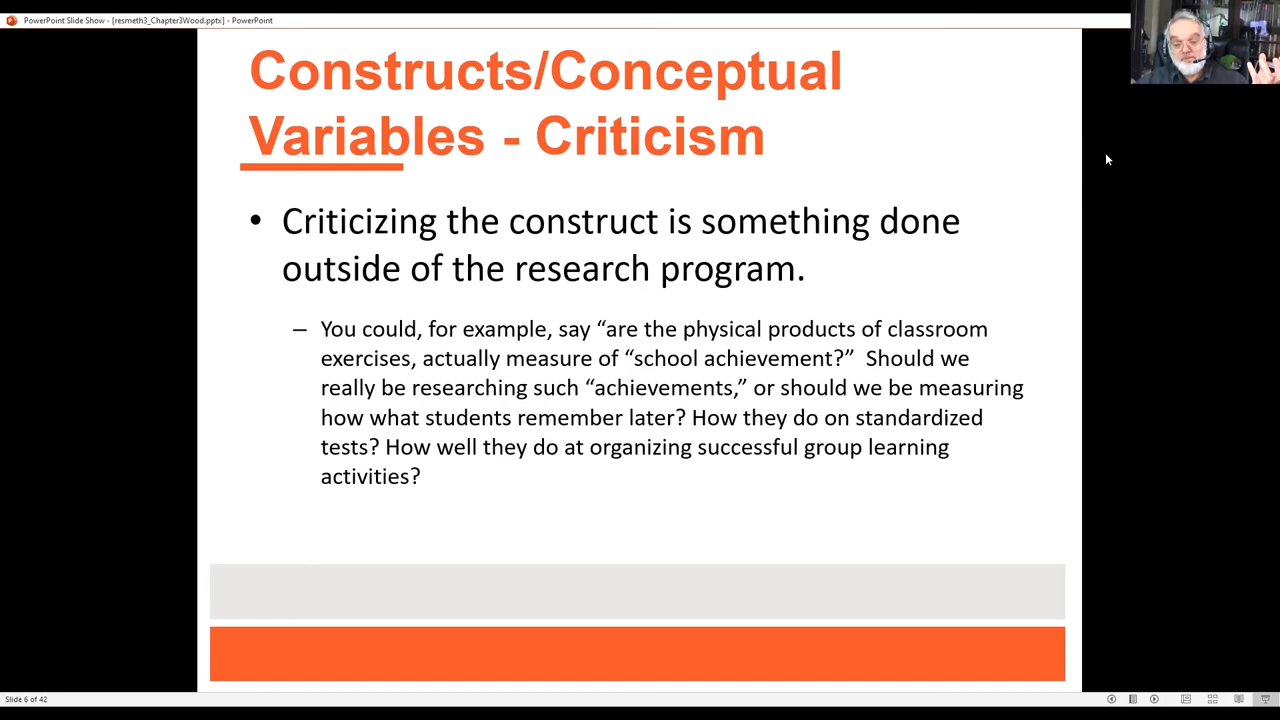 PowerPoint Slide Show - [resmeth3_Chapter3Wood.pptx] - PowerPoint
Constructs/Conceptual
Variables - Criticism
• Criticizing the construct is something done
outside of the research program.
– You could, for example, say “are the physical products of classroom
exercises, actually measure of “school achievement?”  Should we
really be researching such “achievements,” or should we be measuring
how what students remember later? How they do on standardized
tests? How well they do at organizing successful group learning
activities?
Slide 6 of 42